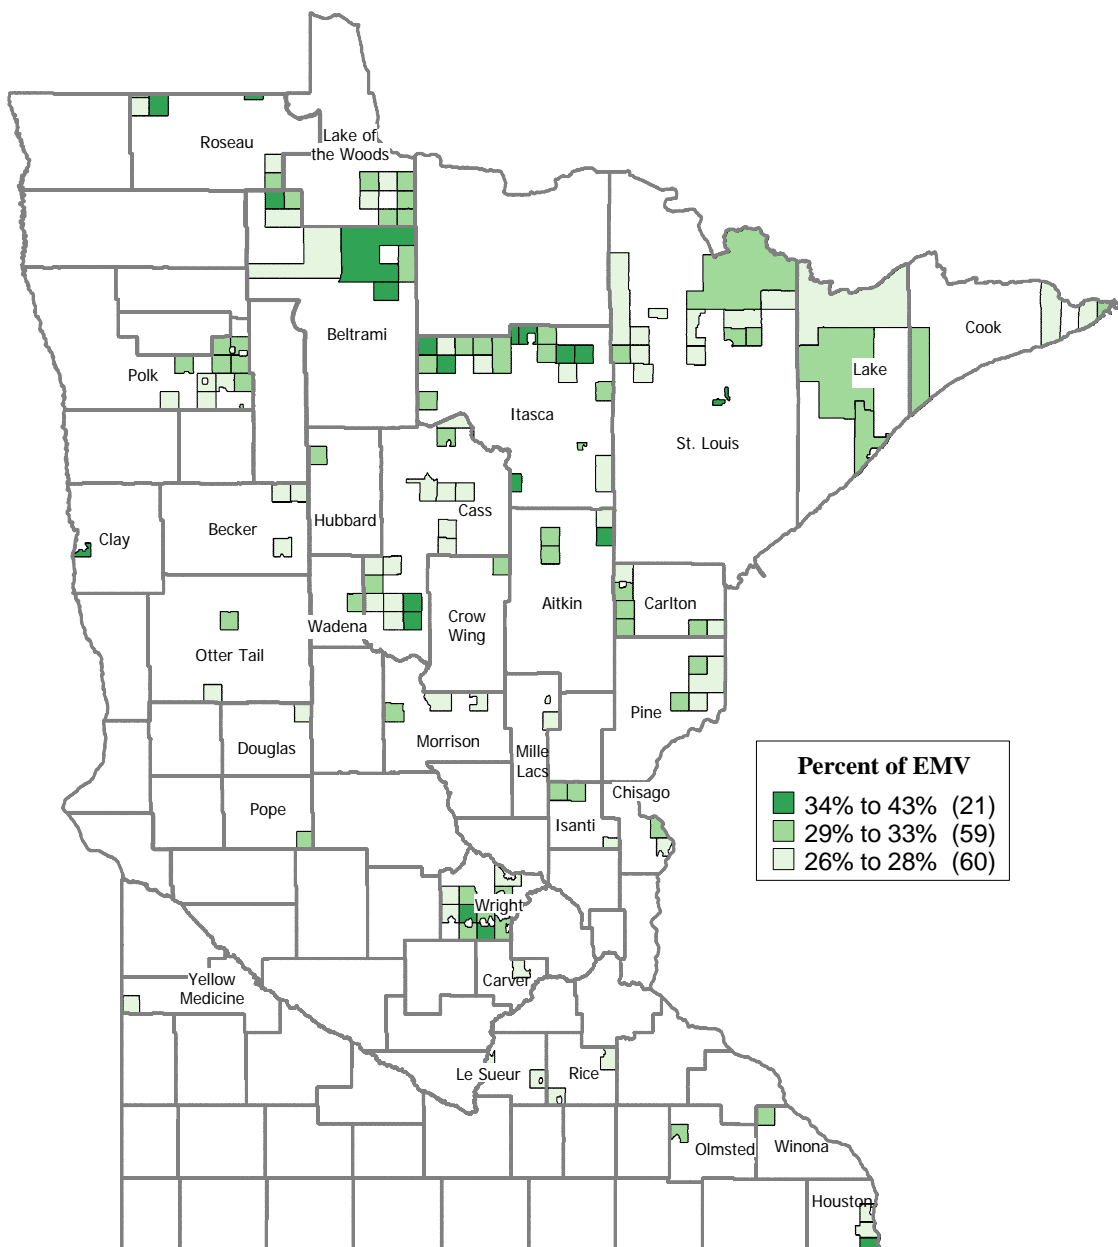 Roseau
Lake of
the Woods
Beltrami
Cook
Polk
Lake
Itasca
St. Louis
Cass
Hubbard
Becker
Clay
Aitkin
Carlton
Crow
Wing
Wadena
Otter Tail
Pine
Morrison
Douglas
Mille
Lacs
Percent of EMV
34% to 43% (21)
29% to 33% (59)
26% to 28% (60)
Chisago
Pope
Isanti
Wright
Carver
Yellow
Medicine
Le Sueur
Rice
Olmsted
Winona
Houston